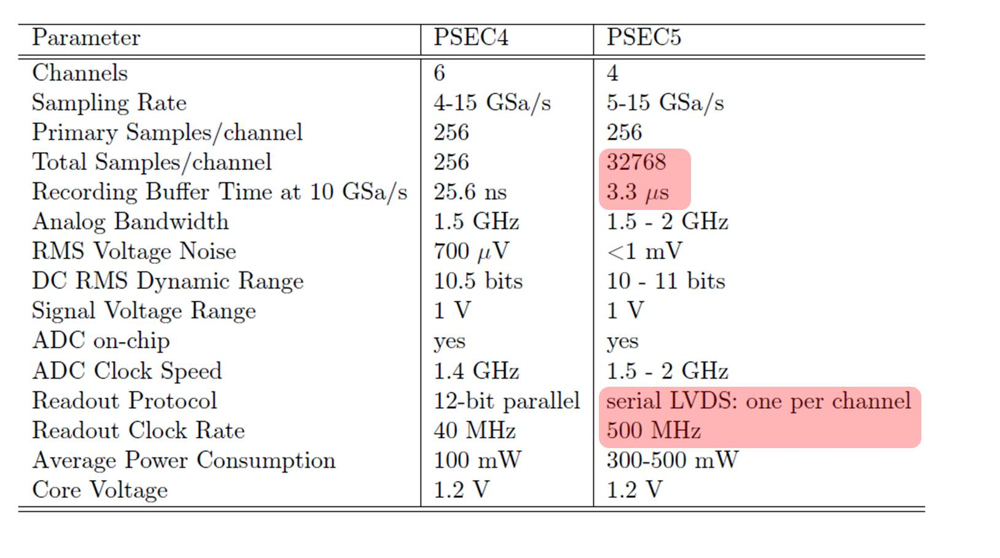 Parameter PSEC4 PSEC5
Channels 6 4
Sampling Rate 4-15 GSa/s 5-15 GSa/s
Primary Samples/channel 256 256
Total Samples/channel 256 32768
Recording Buffer Time at 10 GSa/s 25.6 ns 3.3 μs
Analog Bandwidth 1.5 GHz 1.5 - 2 GHz
RMS Voltage Noise 700 μV <1 mV
DC RMS Dynamic Range 10.5 bits 10 - 11 bits
Signal Voltage Range 1 V 1 V
ADC on-chip yes yes
ADC Clock Speed 1.4 GHz 1.5 - 2 GHz
Readout Protocol 12-bit parallel serial LVDS: one per channel
Readout Clock Rate 40 MHz 500 MHz
Average Power Consumption 100 mW 300-500 mW
Core Voltage 1.2 V 1.2 V